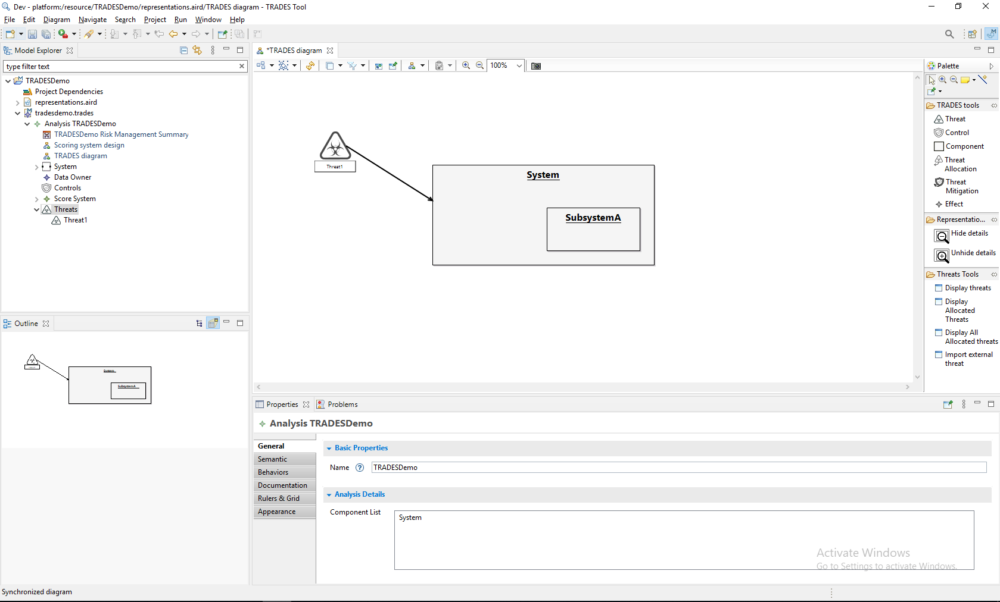 Dev - platform:/resource/TRADESDemo/representations.aird/TRADES diagram - TRADES Tool
File Edit Diagram Navigate Search Project Run Window Help
Model Explorer
type filter text
TRADESDemo
Project Dependencies
representations.aird
tradesdemo.trades
Analysis TRADESDemo
TRADESDemo Risk Management Summary
Scoring system design
TRADES diagram
System
Data Owner
Controls
Score System
Threats
Threat1
Outline
System
SubsystemA
*TRADES diagram
100%
Threat1
System
SubsystemA
Palette
TRADES tools
Threat
Control
Component
Threat
Allocation
Threat
Mitigation
Effect
Representatio...
Hide details
Unhide details
Threats Tools
Display threats
Display
Allocated
Threats
Display All
Allocated threats
Import external
threat
Properties
Problems
Analysis TRADESDemo
General
Semantic
Behaviors
Documentation
Rulers & Grid
Appearance
Basic Properties
Name TRADESDemo
Analysis Details
Component List
System
Activate Windows
Go to Settings to activate Windows.
Synchronized diagram